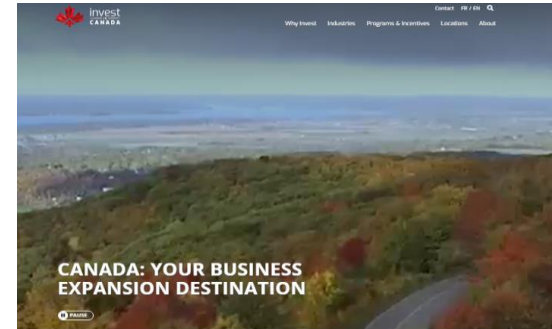 Contact FR / EN
invest
CANADA
Why Invest Industries Programs & Incentives Locations About
CANADA: YOUR BUSINESS
EXPANSION DESTINATION
PAUSE